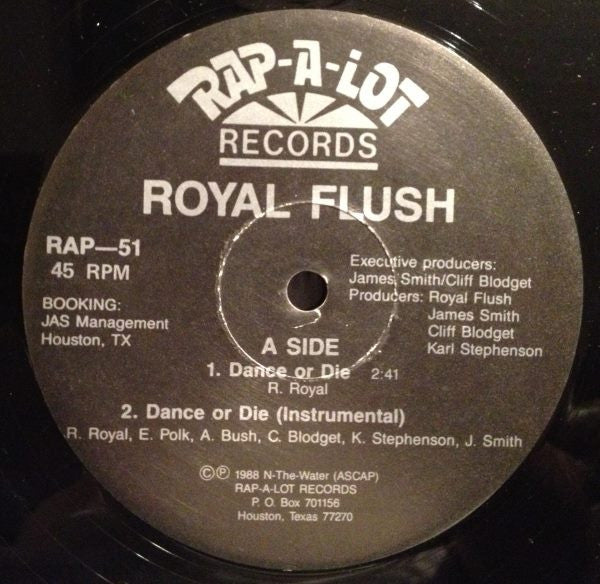 RAP-A-LOT
RECORDS
ROYAL FLUSH
RAP—51
45 RPM
BOOKING:
JAS Management
Houston, TX
Executive producers:
James Smith/Cliff Blodget
Producers: Royal Flush
James Smith
Cliff Blodget
Karl Stephenson
A SIDE
1. Dance or Die 2:41
R. Royal
2. Dance or Die (Instrumental)
R. Royal, E. Polk, A. Bush, C. Blodget, K. Stephenson, J. Smith
©℗ 1988 N-The-Water (ASCAP)
RAP-A-LOT RECORDS
P. O. Box 701156
Houston, Texas 77270